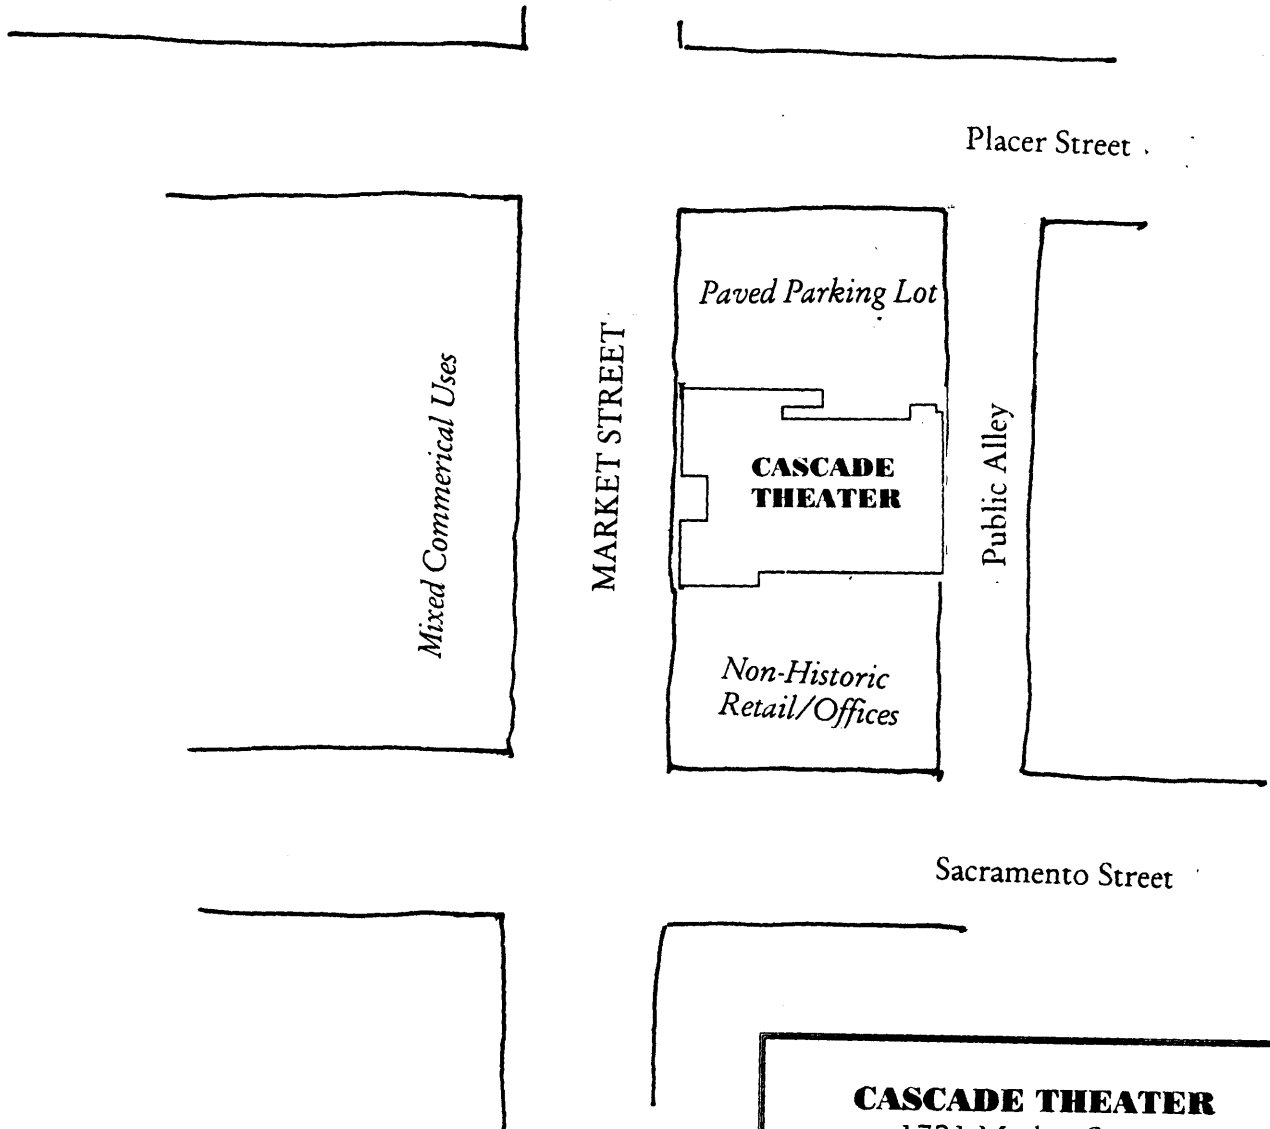 Placer Street
Paved Parking Lot
Mixed Commerical Uses
MARKET STREET
CASCADE
THEATER
Public Alley
Non-Historic
Retail/Offices
Sacramento Street
CASCADE THEATER